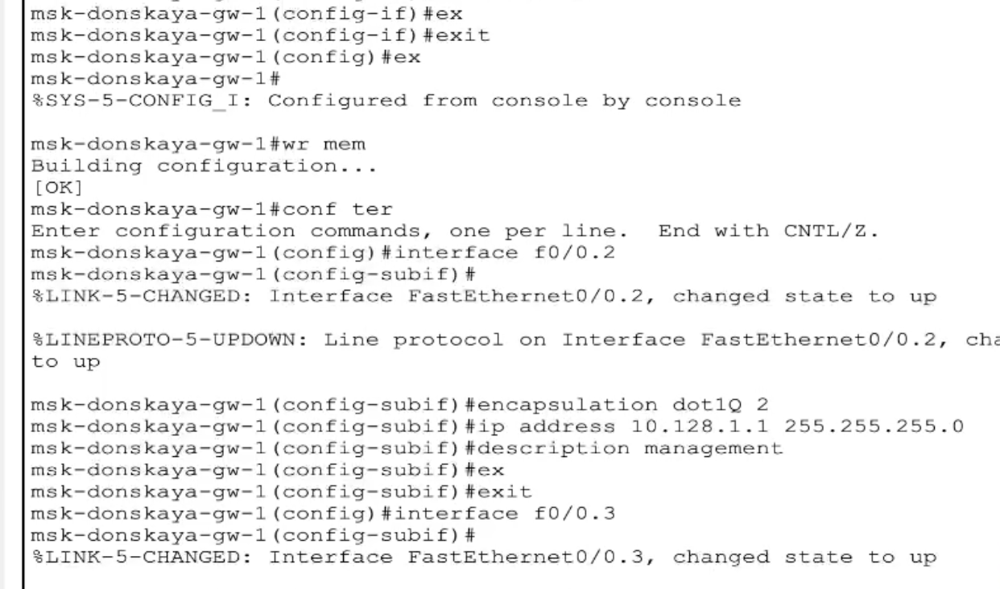 msk-donskaya-gw-1(config-if)#ex
msk-donskaya-gw-1(config-if)#exit
msk-donskaya-gw-1(config)#ex
msk-donskaya-gw-1#
%SYS-5-CONFIG_I: Configured from console by console
msk-donskaya-gw-1#wr mem
Building configuration...
[OK]
msk-donskaya-gw-1#conf ter
Enter configuration commands, one per line.  End with CNTL/Z.
msk-donskaya-gw-1(config)#interface f0/0.2
msk-donskaya-gw-1(config-subif)#
%LINK-5-CHANGED: Interface FastEthernet0/0.2, changed state to up
%LINEPROTO-5-UPDOWN: Line protocol on Interface FastEthernet0/0.2, cha
to up
msk-donskaya-gw-1(config-subif)#encapsulation dot1Q 2
msk-donskaya-gw-1(config-subif)#ip address 10.128.1.1 255.255.255.0
msk-donskaya-gw-1(config-subif)#description management
msk-donskaya-gw-1(config-subif)#ex
msk-donskaya-gw-1(config-subif)#exit
msk-donskaya-gw-1(config)#interface f0/0.3
msk-donskaya-gw-1(config-subif)#
%LINK-5-CHANGED: Interface FastEthernet0/0.3, changed state to up